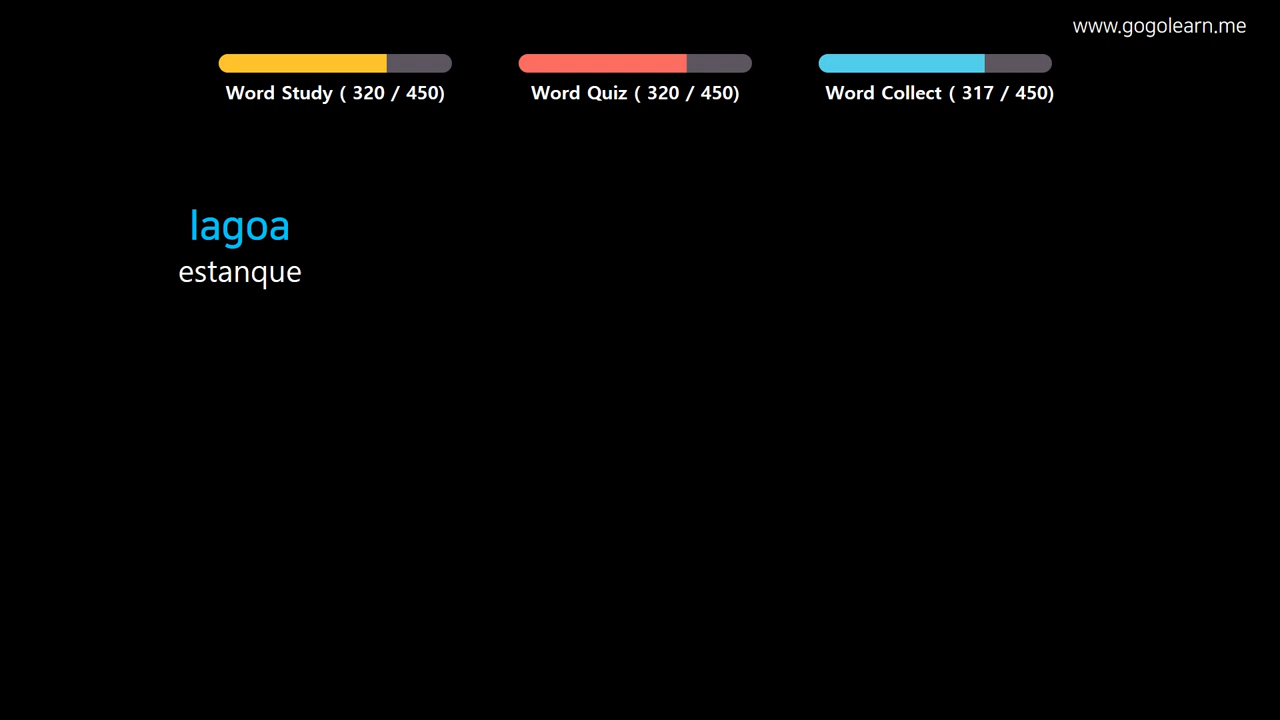 www.gogolearn.me
Word Study ( 320 / 450)
Word Quiz ( 320 / 450)
Word Collect ( 317 / 450)
lagoa
estanque